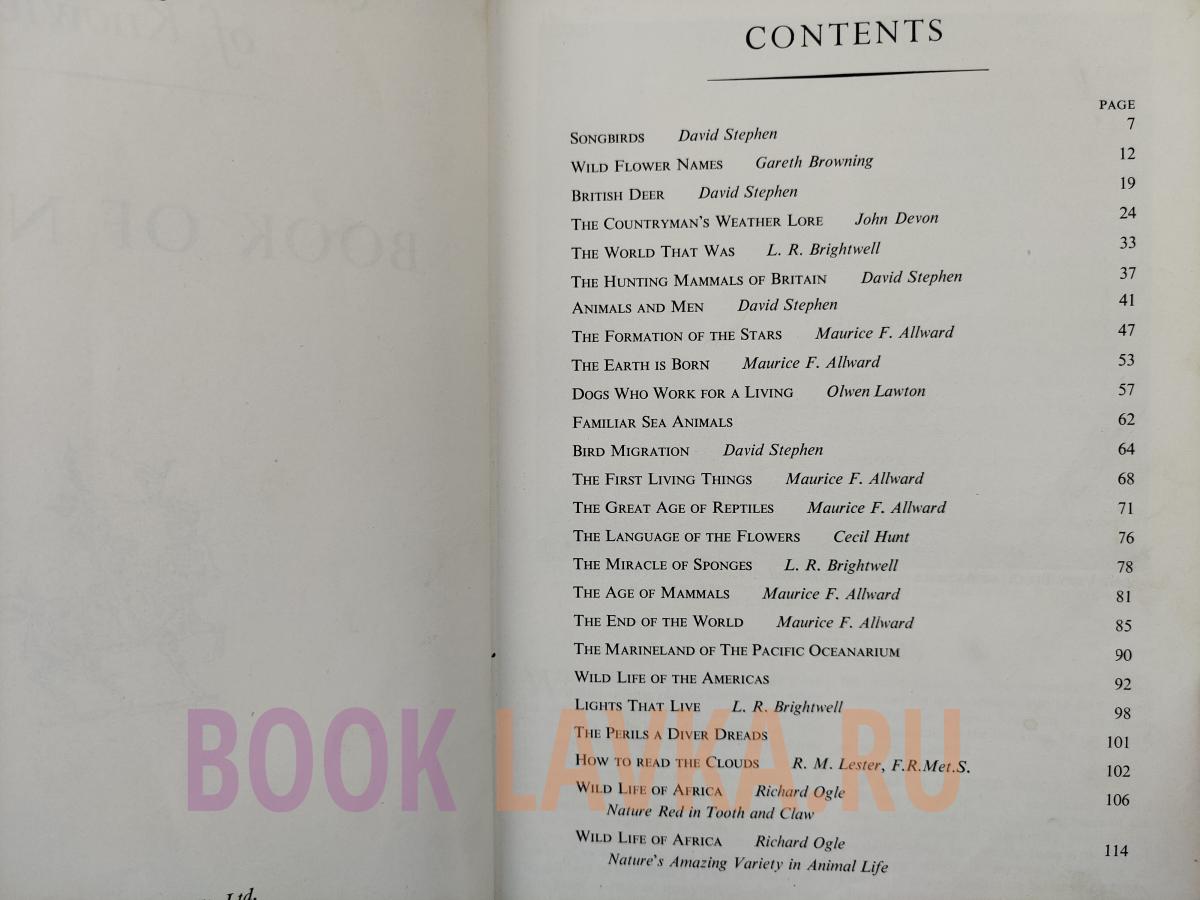 CONTENTS
PAGE
SONGBIRDS David Stephen 7
WILD FLOWER NAMES Gareth Browning 12
BRITISH DEER David Stephen 19
THE COUNTRYMAN'S WEATHER LORE John Devon 24
THE WORLD THAT WAS L. R. Brightwell 33
THE HUNTING MAMMALS OF BRITAIN David Stephen 37
ANIMALS AND MEN David Stephen 41
THE FORMATION OF THE STARS Maurice F. Allward 47
THE EARTH IS BORN Maurice F. Allward 53
DOGS WHO WORK FOR A LIVING Olwen Lawton 57
FAMILIAR SEA ANIMALS 62
BIRD MIGRATION David Stephen 64
THE FIRST LIVING THINGS Maurice F. Allward 68
THE GREAT AGE OF REPTILES Maurice F. Allward 71
THE LANGUAGE OF THE FLOWERS Cecil Hunt 76
THE MIRACLE OF SPONGES L. R. Brightwell 78
THE AGE OF MAMMALS Maurice F. Allward 81
THE END OF THE WORLD Maurice F. Allward 85
THE MARINELAND OF THE PACIFIC OCEANARIUM 90
WILD LIFE OF THE AMERICAS 92
LIGHTS THAT LIVE L. R. Brightwell 98
THE PERILS A DIVER DREADS 101
HOW TO READ THE CLOUDS R. M. Lester, F.R.Met.S. 102
WILD LIFE OF AFRICA Richard Ogle 106
Nature Red in Tooth and Claw
WILD LIFE OF AFRICA Richard Ogle 114
Nature's Amazing Variety in Animal Life
BOOK LAVKA.RU
of
BOOK OF N
Ltd.